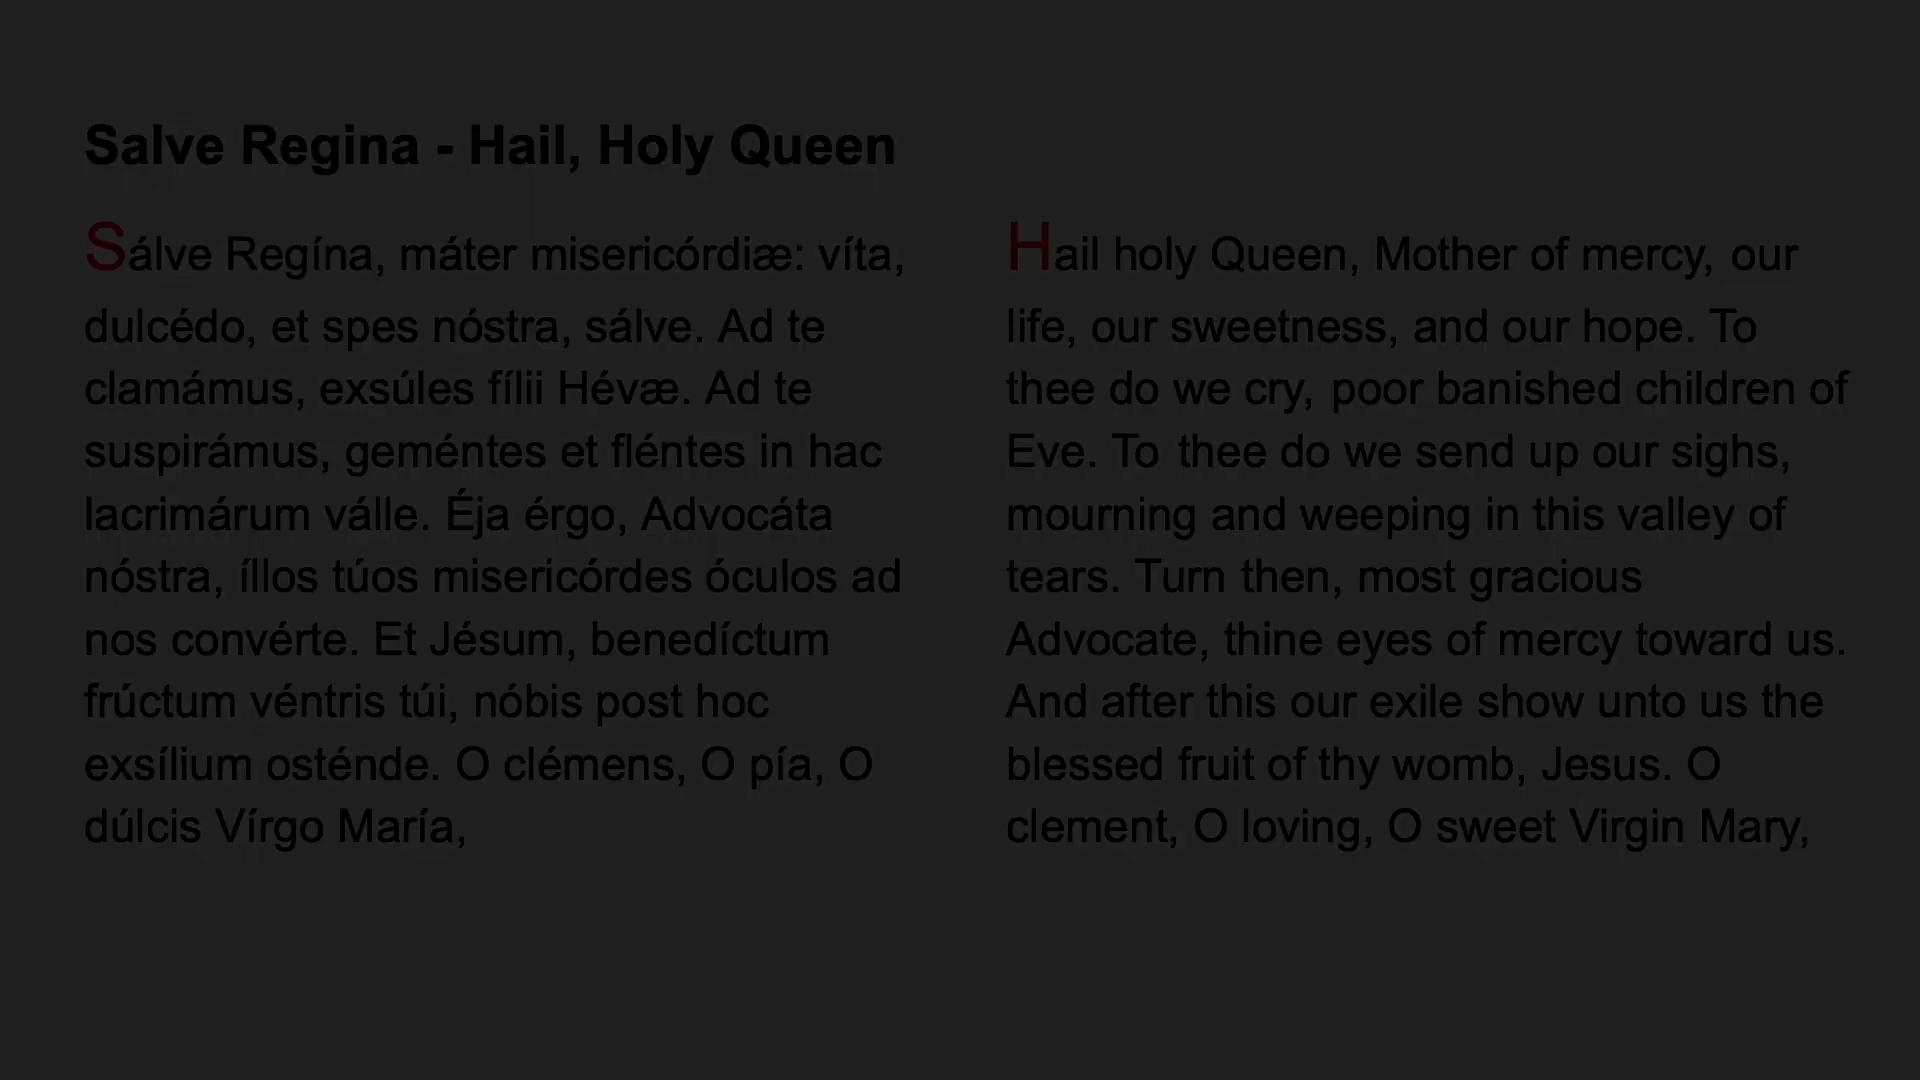 Salve Regina - Hail, Holy Queen
Sálve Regína, máter misericórdiæ: víta,
dulcédo, et spes nóstra, sálve. Ad te
clamámus, exsúles fílii Hévæ. Ad te
suspirámus, geméntes et fléntes in hac
lacrimárum válle. Éja érgo, Advocáta
nóstra, íllos túos misericórdes óculos ad
nos convérte. Et Jésum, benedíctum
frúctum véntris túi, nóbis post hoc
exsílium osténde. O clémens, O pía, O
dúlcis Vírgo María,
Hail holy Queen, Mother of mercy, our
life, our sweetness, and our hope. To
thee do we cry, poor banished children of
Eve. To thee do we send up our sighs,
mourning and weeping in this valley of
tears. Turn then, most gracious
Advocate, thine eyes of mercy toward us.
And after this our exile show unto us the
blessed fruit of thy womb, Jesus. O
clement, O loving, O sweet Virgin Mary,